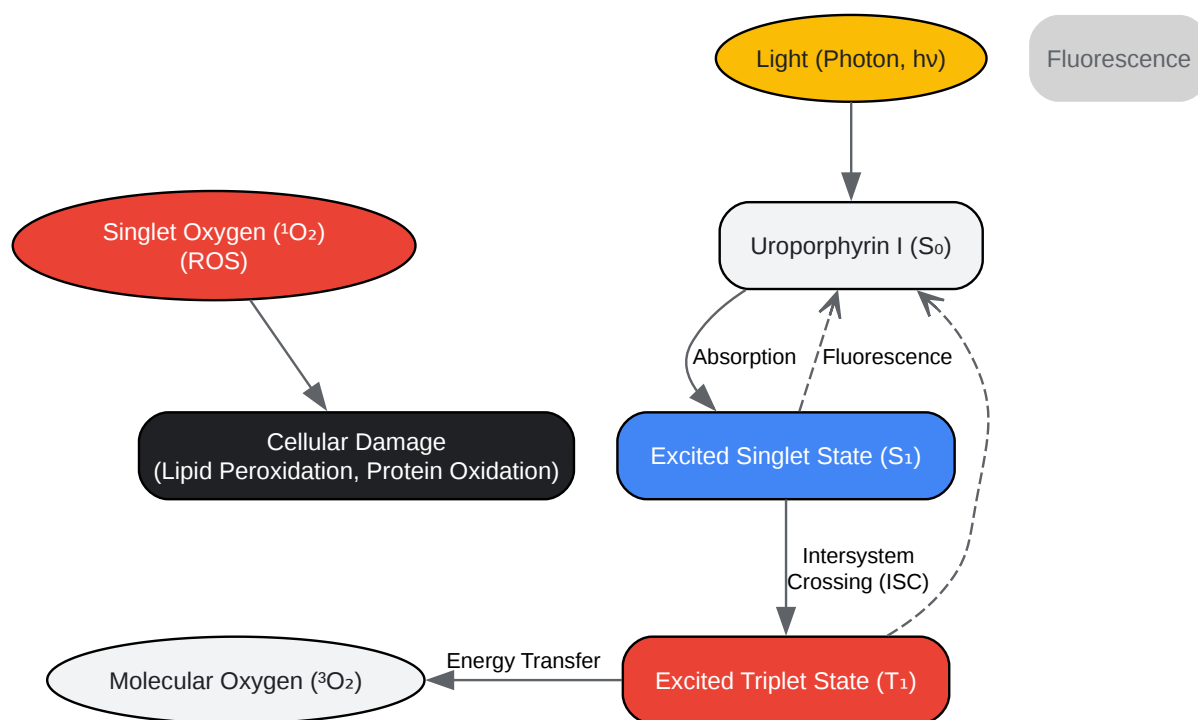 Light (Photon, hν)
Fluorescence
Singlet Oxygen (¹O₂)
(ROS)
Uroporphyrin I (S₀)
Absorption
Fluorescence
Cellular Damage
(Lipid Peroxidation, Protein Oxidation)
Excited Singlet State (S₁)
Intersystem
Crossing (ISC)
Molecular Oxygen (³O₂)
Energy Transfer
Excited Triplet State (T₁)